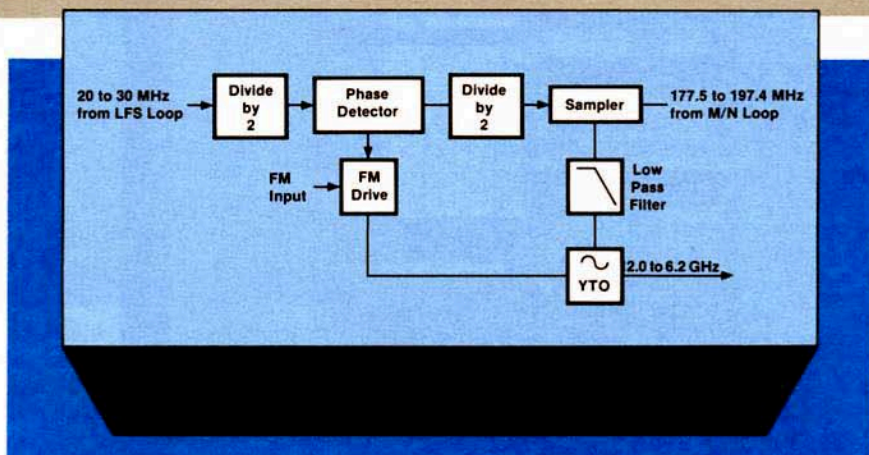 20 to 30 MHz
from LFS Loop
Divide
by
2
Phase
Detector
Divide
by
2
Sampler
177.5 to 197.4 MHz
from M/N Loop
FM
Input
FM
Drive
Low
Pass
Filter
YTO
2.0 to 6.2 GHz